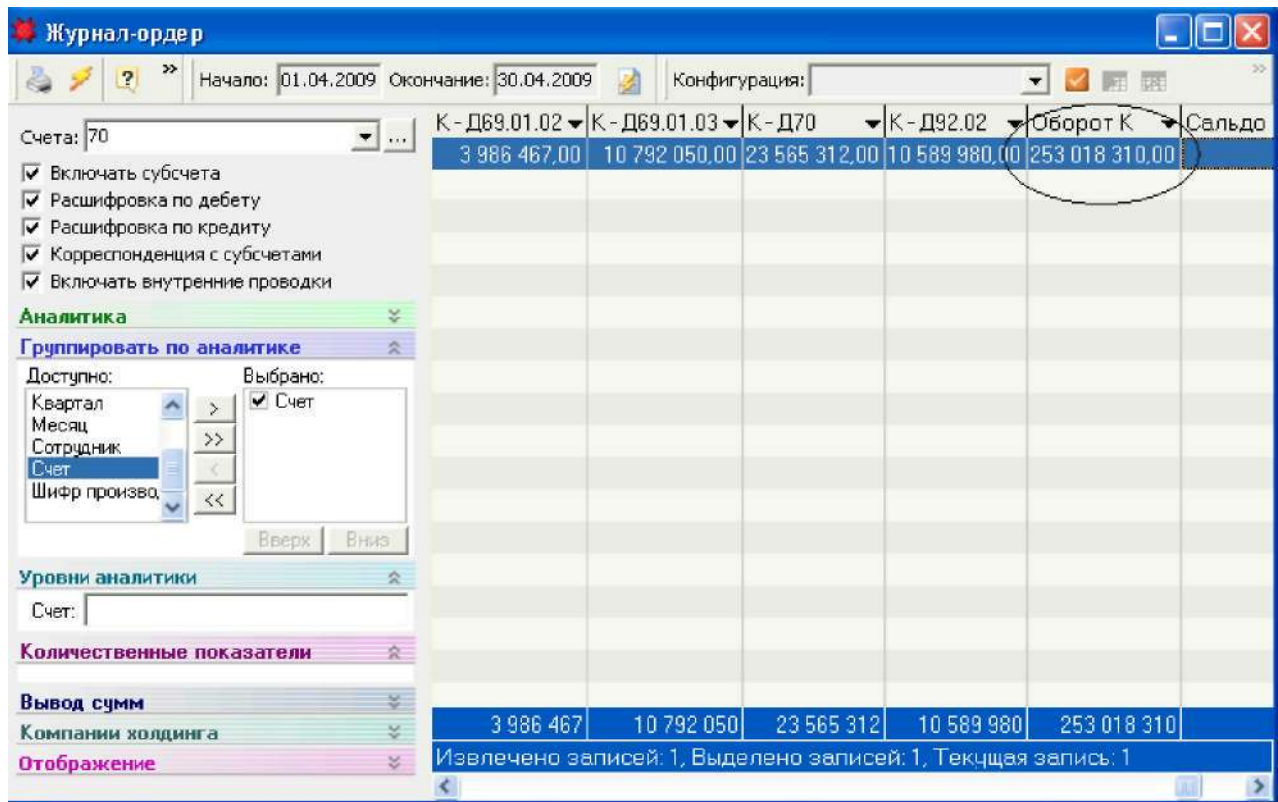 Журнал-ордер
Начало: 01.04.2009 Окончание: 30.04.2009 Конфигурация:
Счета: 70 ...
Включать субсчета
Расшифровка по дебету
Расшифровка по кредиту
Корреспонденция с субсчетами
Включать внутренние проводки
Аналитика
Группировать по аналитике
Доступно: Выбрано:
Квартал
Месяц
Сотрудник
Счет
Шифр произво
> 
>>
<
<<
Счет
Вверх Вниз
Уровни аналитики
Счет:
Количественные показатели
Вывод сумм
Компании холдинга
Отображение
К - Д69.01.02 К - Д69.01.03 К - Д70 К - Д92.02 Оборот К Сальдо
3 986 467,00 10 792 050,00 23 565 312,00 10 589 980,00 253 018 310,00
3 986 467 10 792 050 23 565 312 10 589 980 253 018 310
Извлечено записей: 1, Выделено записей: 1, Текущая запись: 1